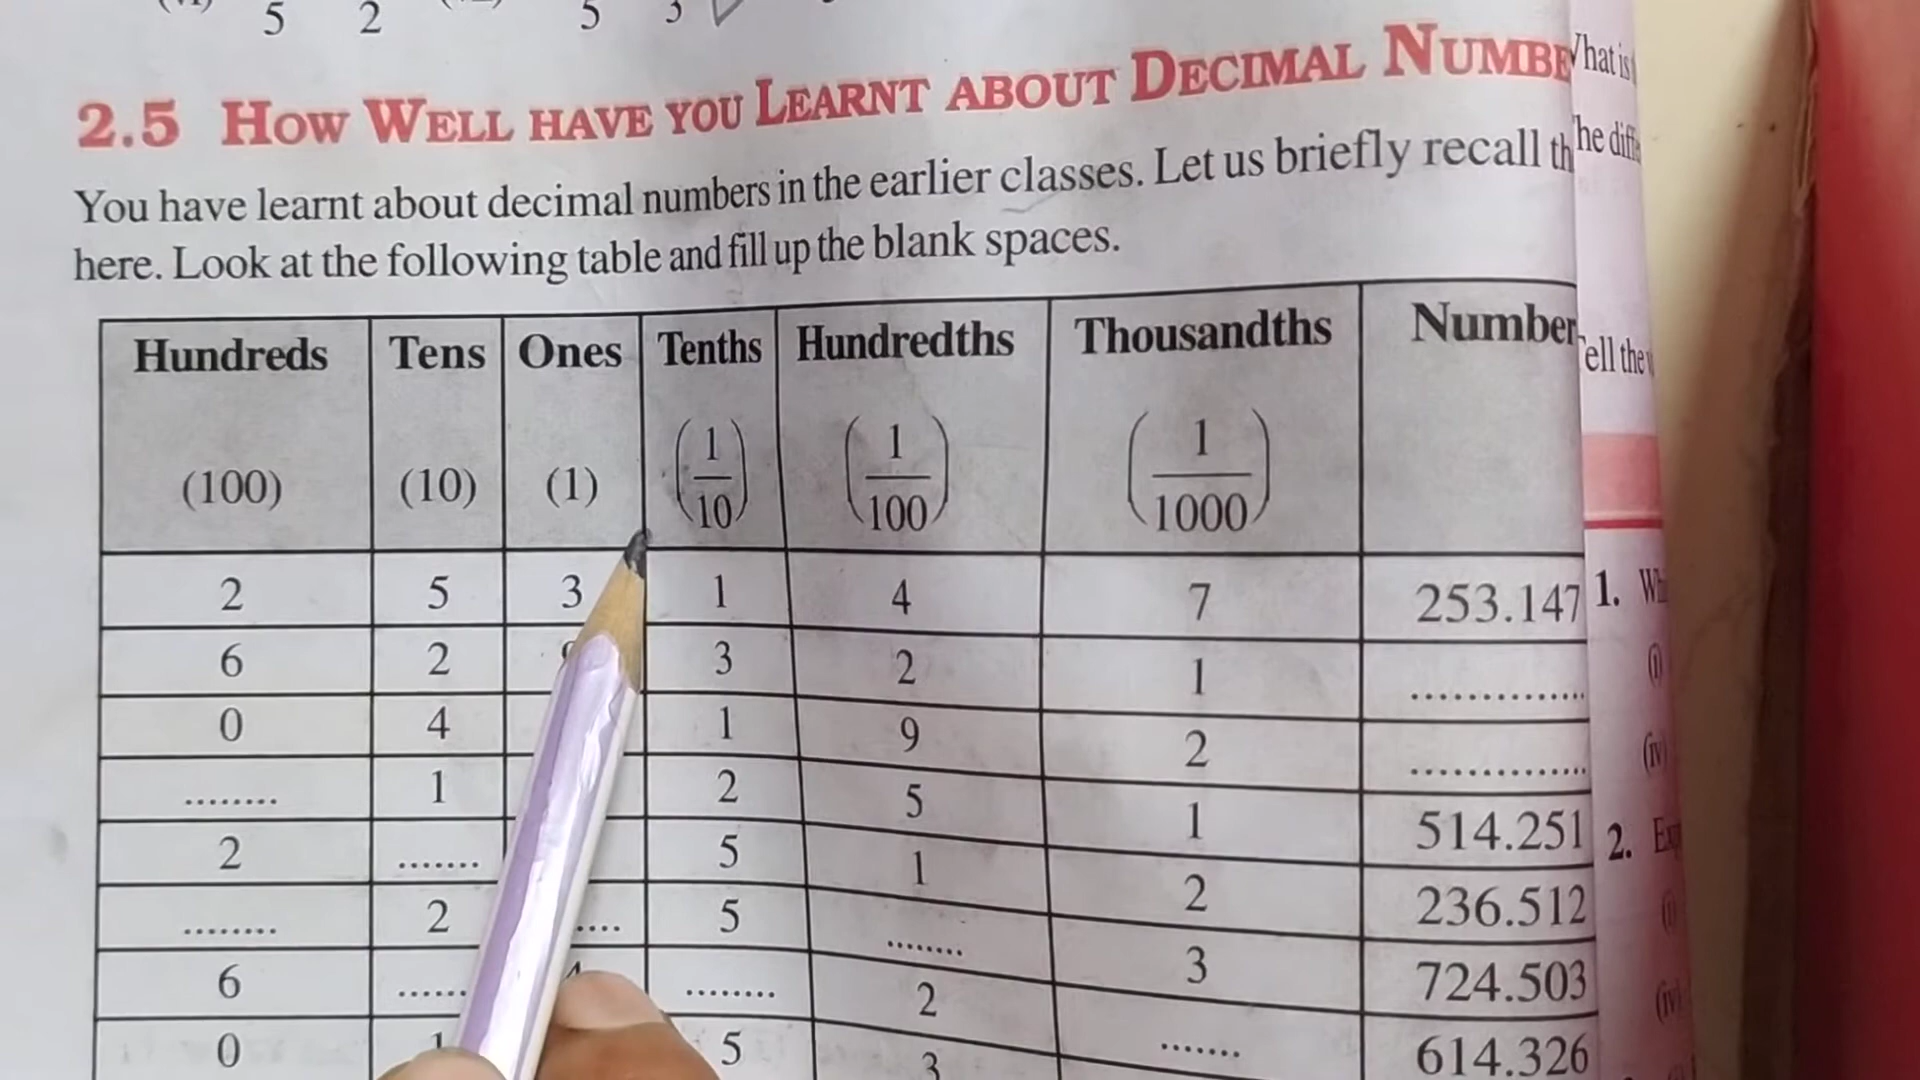 5 2 5 3
2.5 HOW WELL HAVE YOU LEARNT ABOUT DECIMAL NUMBE
You have learnt about decimal numbers in the earlier classes. Let us briefly recall th
here. Look at the following table and fill up the blank spaces.
Hundreds Tens Ones Tenths Hundredths Thousandths Number
(100) (10) (1) (1/10) (1/100) (1/1000)
2 5 3 1 4 7 253.147
6 2 3 2 1 ..............
0 4 1 9 2 ..............
........ 1 2 5 1 514.251
2 ....... 5 1 2 236.512
........ 2 .... 5 ........ 3 724.503
6 ...... ........ 2 ....... 614.326
0 5 3
hat is
he diff
ell the
1.
(i)
(iv)
2.
(i)
(iv)